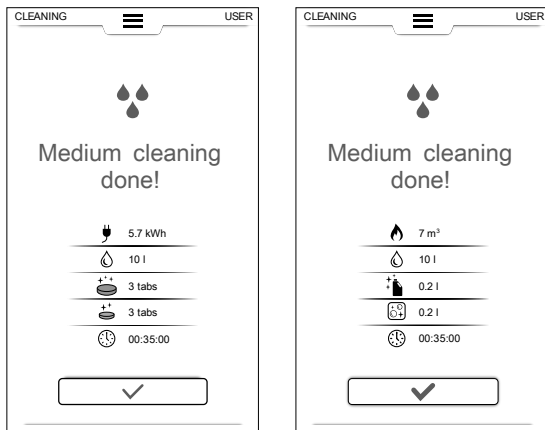 CLEANING USER
Medium cleaning
done!
5.7 kWh
10 l
3 tabs
3 tabs
00:35:00
CLEANING USER
Medium cleaning
done!
7 m³
10 l
0.2 l
0.2 l
00:35:00